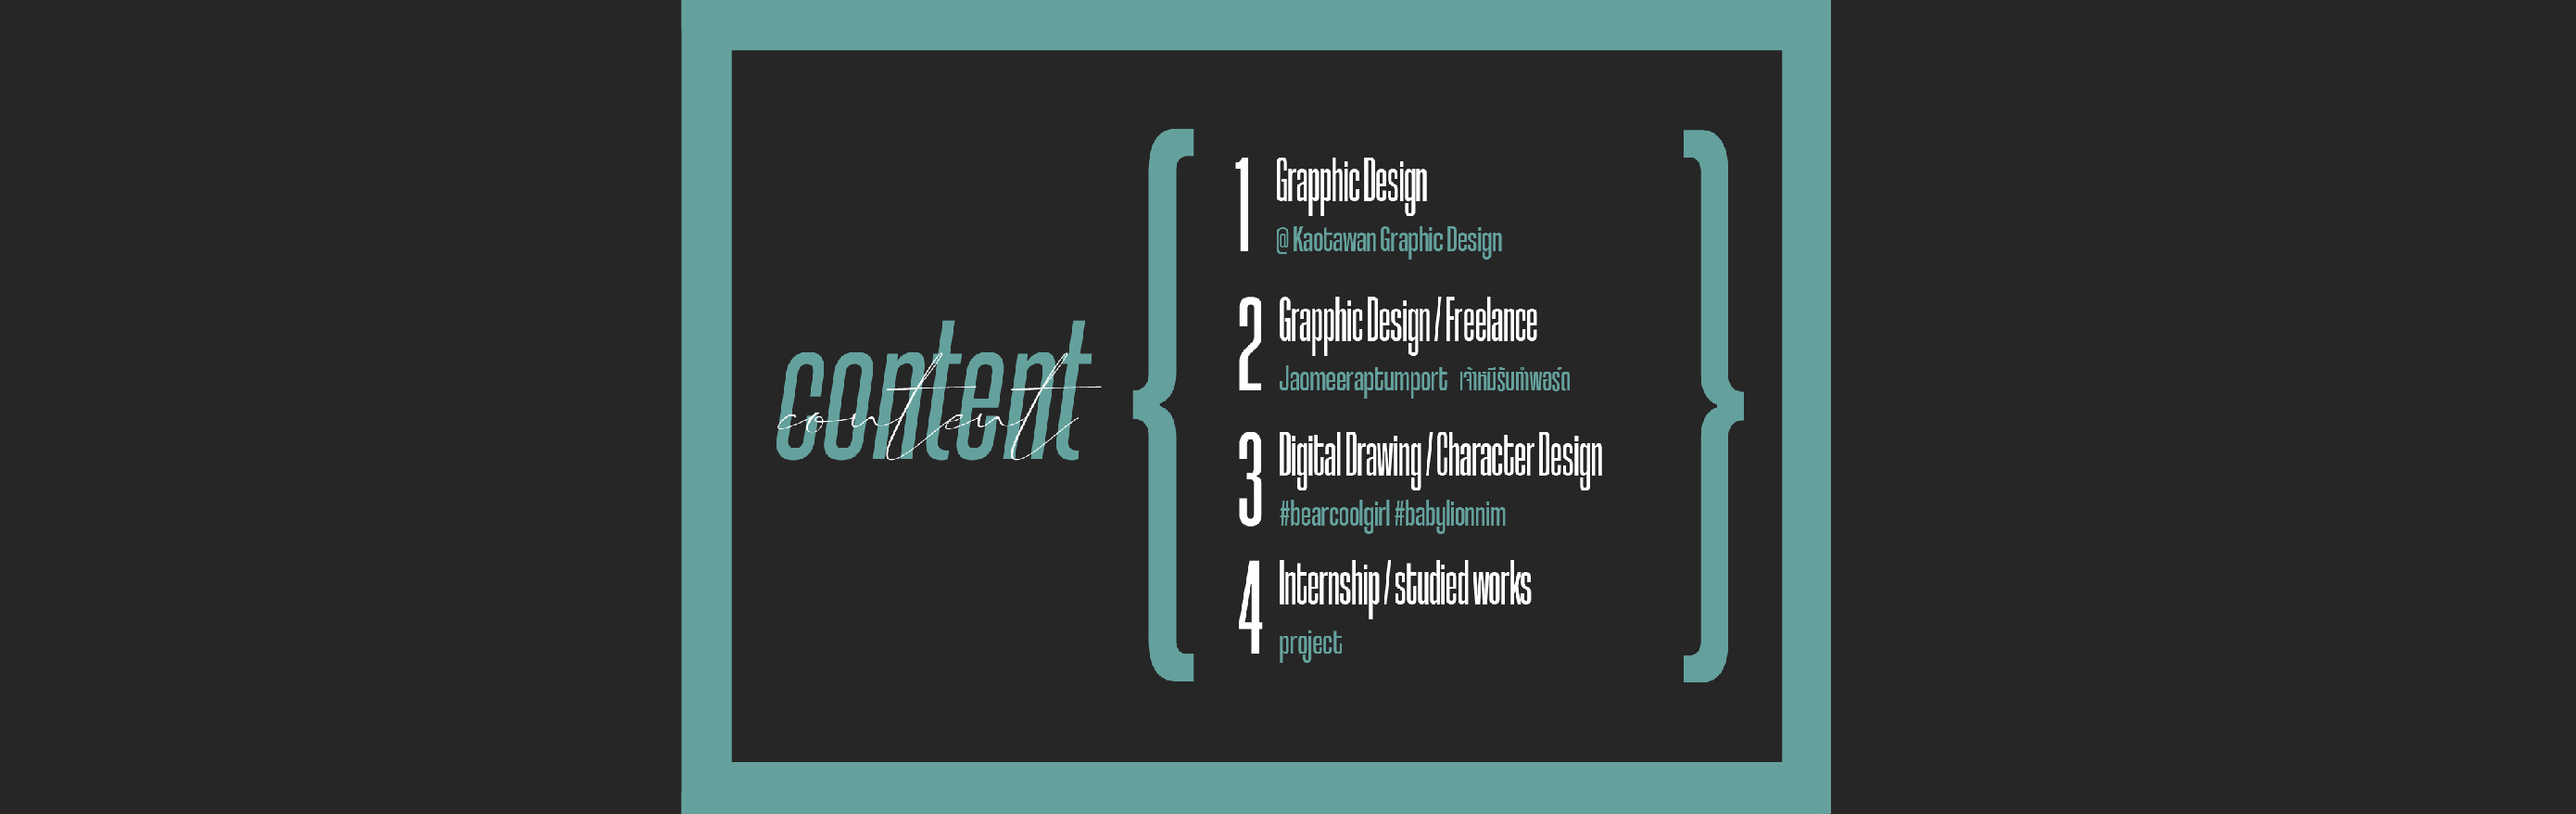 content
content
1 Grapphic Design
@ Kaotawan Graphic Design
2 Grapphic Design / Freelance
Jaomeeraptumport เจ้าหมีรับทำพอร์ต
3 Digital Drawing / Character Design
#bearcoolgirl #babylionnim
4 Internship / studied works
project